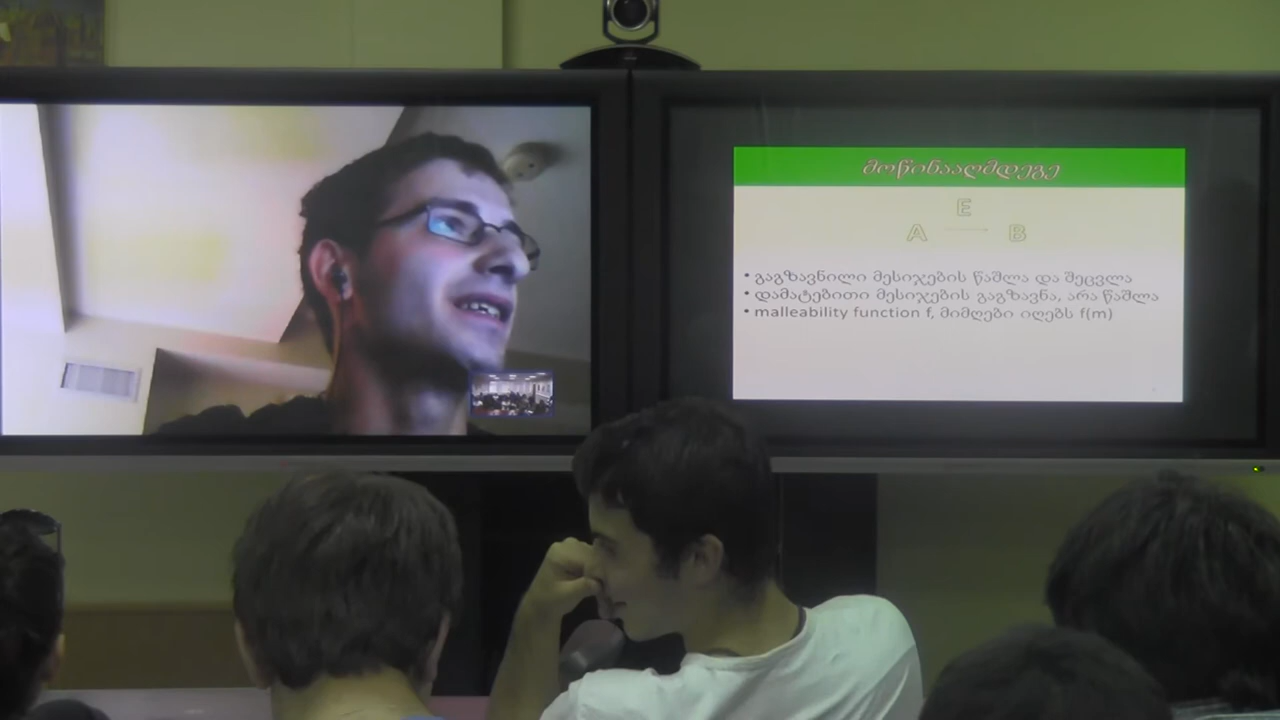 მოწინააღმდეგე
E
A B
• გაგზავნილი მესიჯების წაშლა და შეცვლა
• დამატებითი მესიჯების გაგზავნა, არა წაშლა
• malleability function f, მიმღები იღებს f(m)